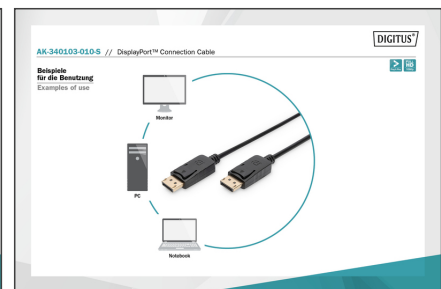 DIGITUS®
AK-340103-010-S // DisplayPort™ Connection Cable
Beispiele
für die Benutzung
Examples of use
Monitor
PC
Notebook